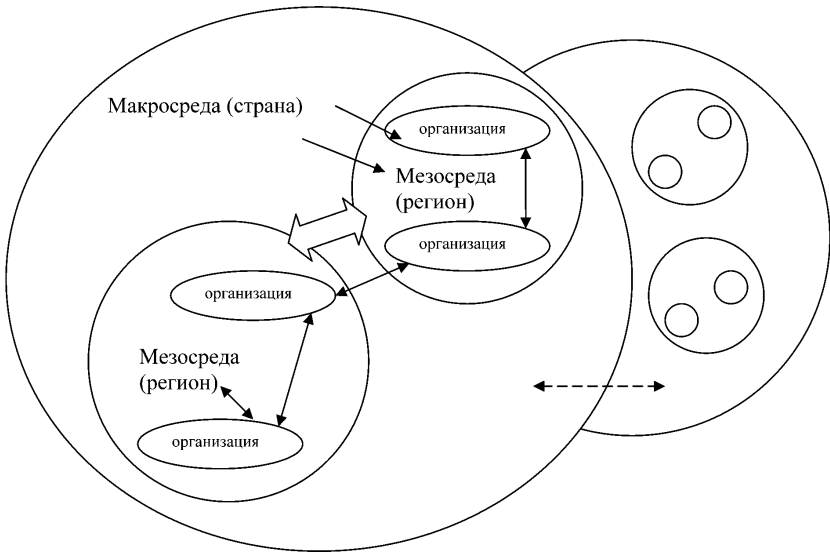 Макросреда (страна)
организация
Мезосреда
(регион)
организация
организация
Мезосреда
(регион)
организация